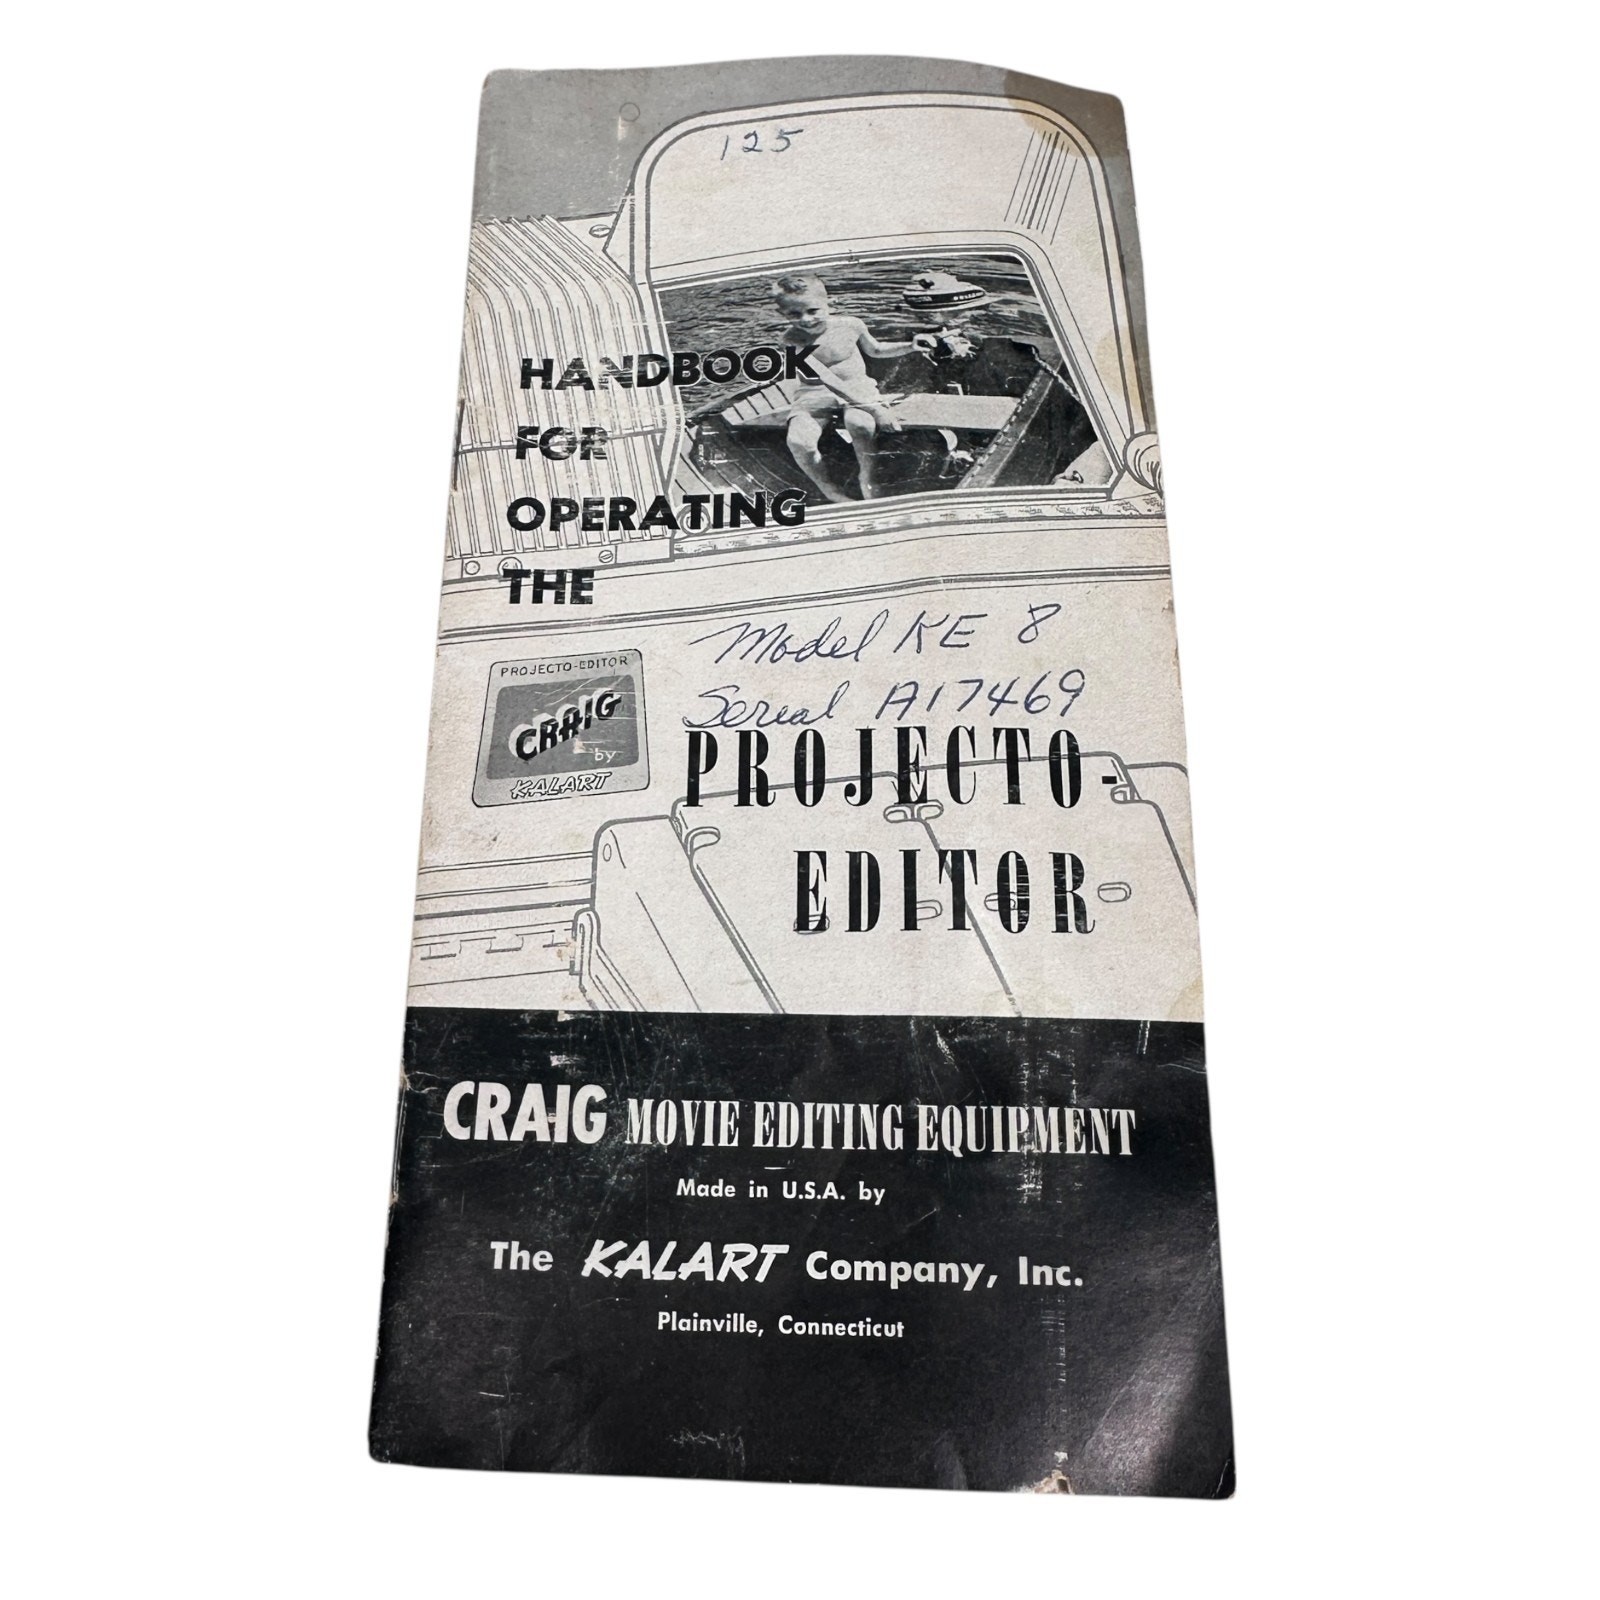 125
HANDBOOK
FOR
OPERATING
THE
Model KE 8
Serial A17469
PROJECTO-EDITOR
CRAIG
by
KALART
PROJECTO-
EDITOR
CRAIG MOVIE EDITING EQUIPMENT
Made in U.S.A. by
The KALART Company, Inc.
Plainville, Connecticut